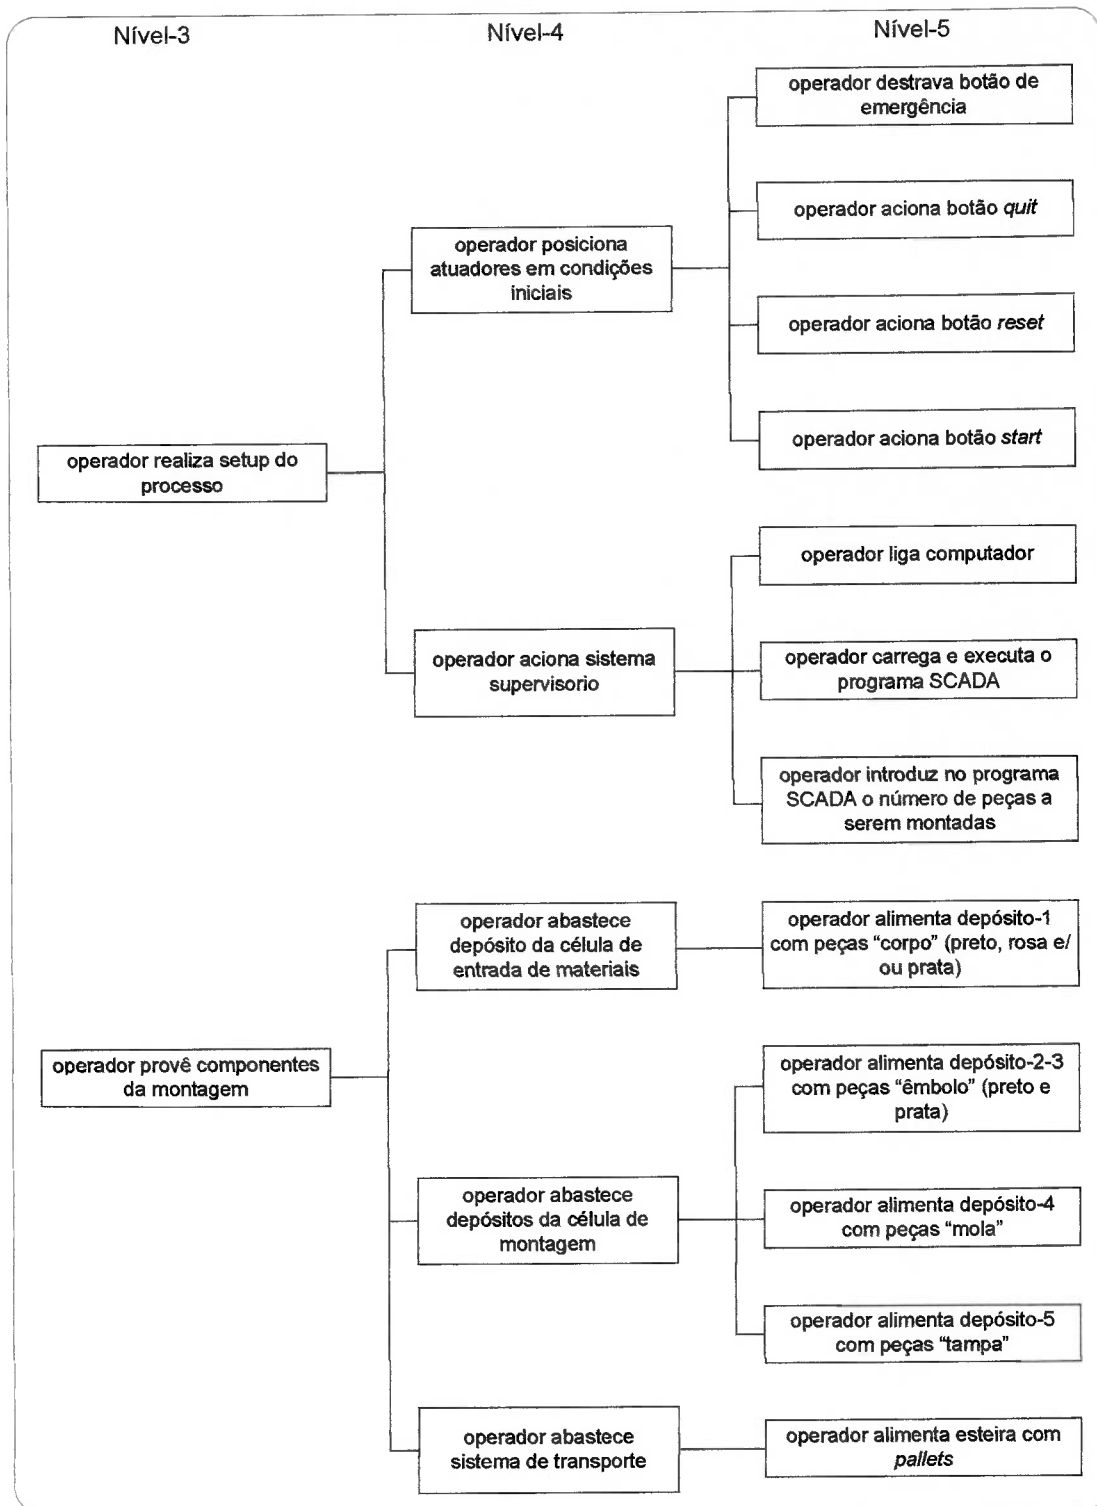 Nível-3
Nível-4
Nível-5
operador destrava botão de
emergência
operador aciona botão quit
operador posiciona
atuadores em condições
iniciais
operador aciona botão reset
operador aciona botão start
operador realiza setup do
processo
operador liga computador
operador aciona sistema
supervisorio
operador carrega e executa o
programa SCADA
operador introduz no programa
SCADA o número de peças a
serem montadas
operador abastece
depósito da célula de
entrada de materiais
operador alimenta depósito-1
com peças “corpo” (preto, rosa e/
ou prata)
operador provê componentes
da montagem
operador alimenta depósito-2-3
com peças “êmbolo” (preto e
prata)
operador abastece
depósitos da célula de
montagem
operador alimenta depósito-4
com peças “mola”
operador alimenta depósito-5
com peças “tampa”
operador abastece
sistema de transporte
operador alimenta esteira com
pallets